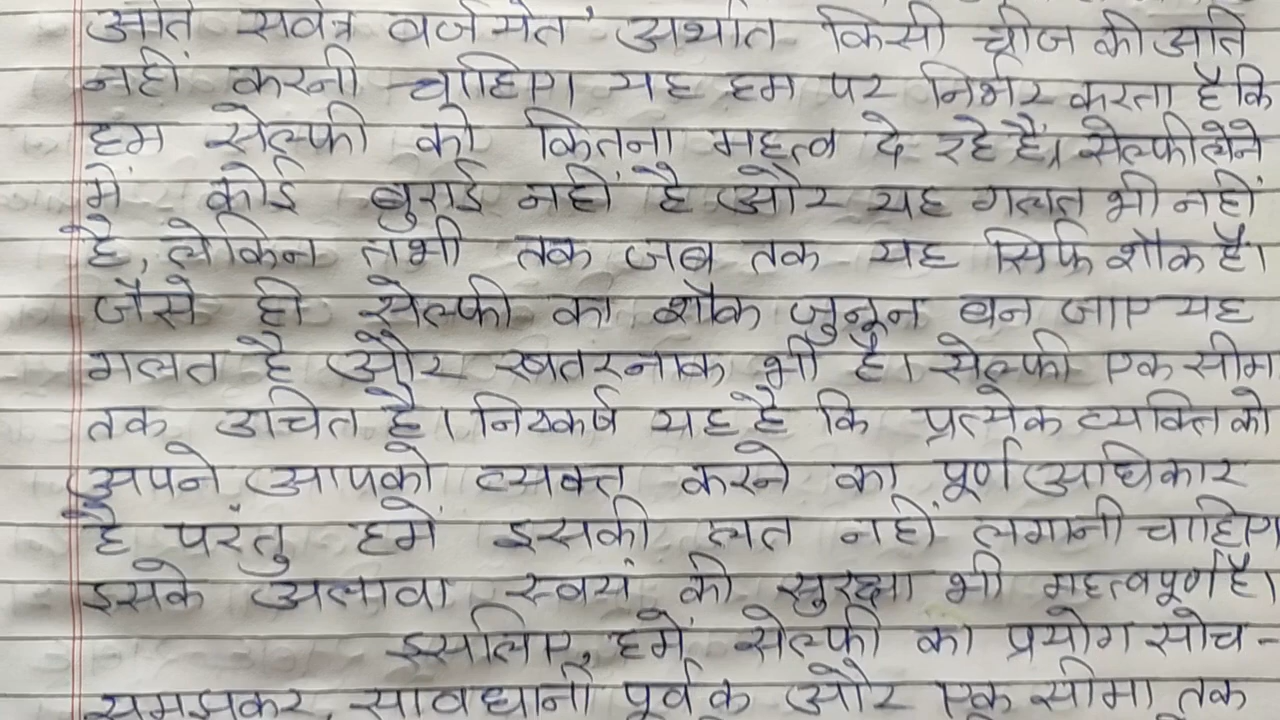 अति सर्वत्र वर्जयेत' अर्थात किसी चीज की अति
नहीं करनी चाहिए। यह हम पर निर्भर करता है कि
हम सेल्फी को कितना महत्व दे रहे है। सेल्फी लेने
में कोई बुराई नहीं है और यह गलत भी नहीं
है, लेकिन तभी तक जब तक यह सिर्फ शौक है।
जैसे ही सेल्फी का शौक जुनून बन जाए यह
गलत है और खतरनाक भी है। सेल्फी एक सीमा
तक उचित है। निष्कर्ष यह है कि प्रत्येक व्यक्ति को
अपने आपको व्यक्त करने का पूर्ण अधिकार
है परंतु हमें इसकी लत नहीं लगानी चाहिए
इसके अलावा स्वयं की सुरक्षा भी महत्वपूर्ण है।
इसलिए, हमें सेल्फी का प्रयोग सोच-
समझकर, सावधानी पूर्वक और एक सीमा तक